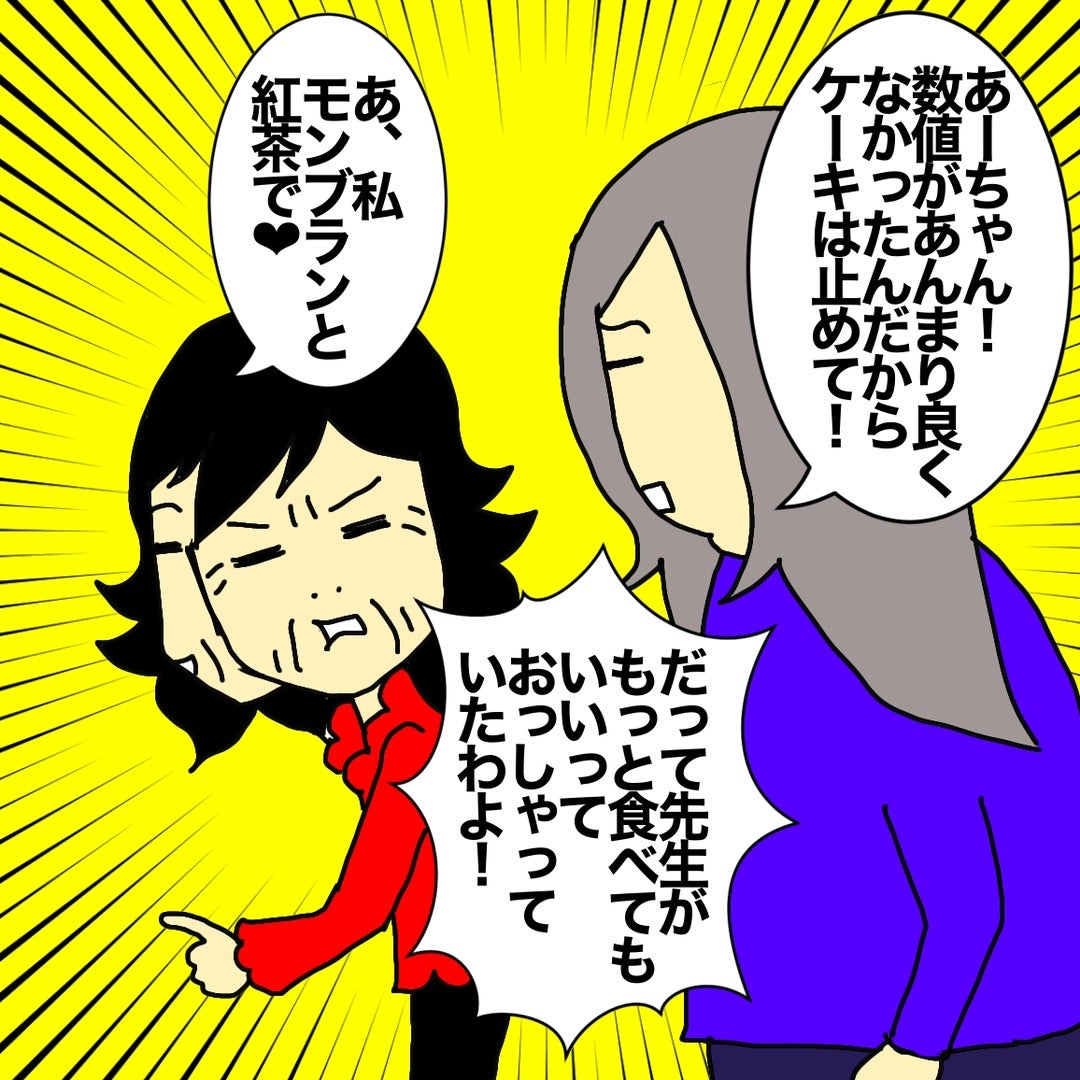 あーちゃん！
数値があんまり良く
なかったんだから
ケーキは止めて！
あ、私
モンブランと
紅茶で❤
だって先生が
もっと食べても
いいって
おっしゃって
いたわよ！